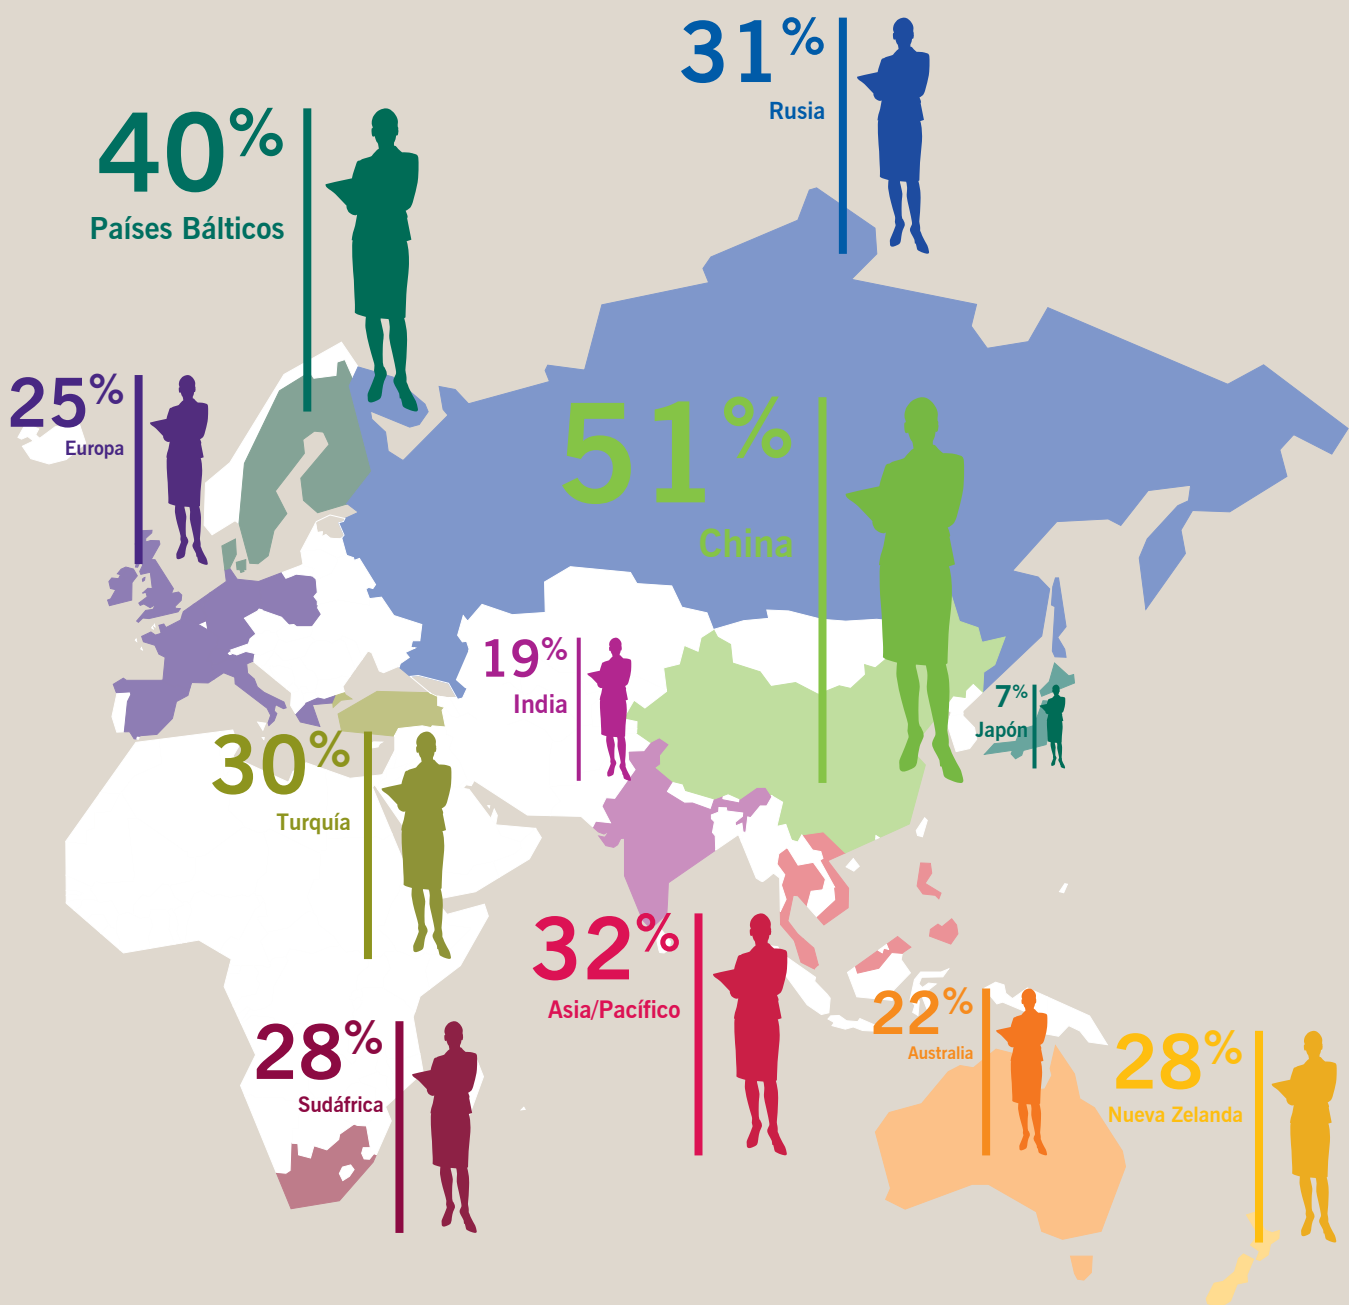 31%
Rusia
40%
Países Bálticos
25%
Europa
51%
China
19%
India
7%
Japón
30%
Turquía
32%
Asia/Pacífico
22%
Australia
28%
Sudáfrica
28%
Nueva Zelanda